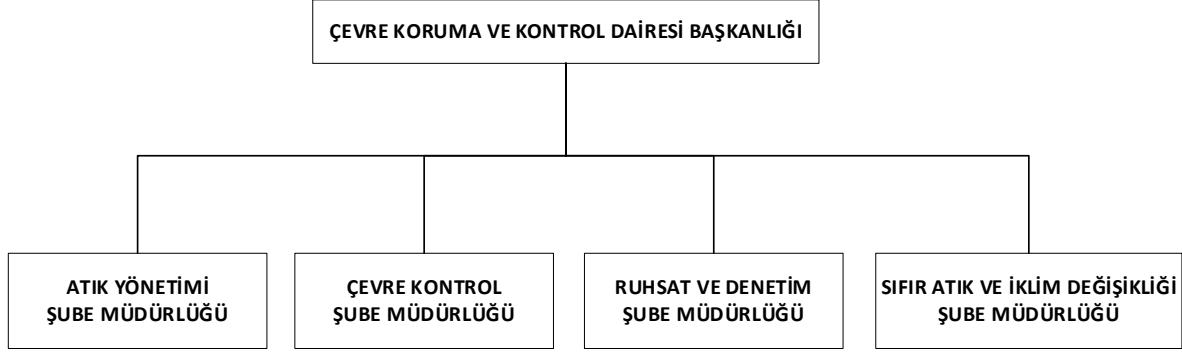 ÇEVRE KORUMA VE KONTROL DAİRESİ BAŞKANLIĞI
ATIK YÖNETİMİ
ŞUBE MÜDÜRLÜĞÜ
ÇEVRE KONTROL
ŞUBE MÜDÜRLÜĞÜ
RUHSAT VE DENETİM
ŞUBE MÜDÜRLÜĞÜ
SIFIR ATIK VE İKLİM DEĞİŞİKLİĞİ
ŞUBE MÜDÜRLÜĞÜ